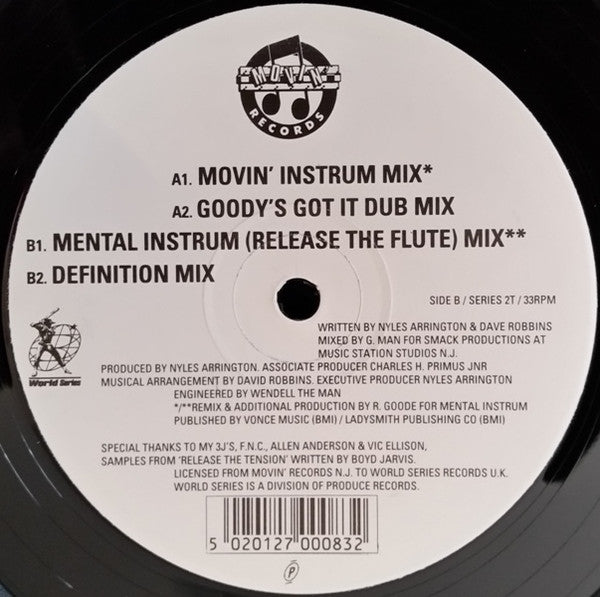 MOVIN'
RECORDS
A1. MOVIN' INSTRUM MIX*
A2. GOODY'S GOT IT DUB MIX
B1. MENTAL INSTRUM (RELEASE THE FLUTE) MIX**
B2. DEFINITION MIX
SIDE B / SERIES 2T / 33RPM
World Series
WRITTEN BY NYLES ARRINGTON & DAVE ROBBINS
MIXED BY G. MAN FOR SMACK PRODUCTIONS AT
MUSIC STATION STUDIOS N.J.
PRODUCED BY NYLES ARRINGTON. ASSOCIATE PRODUCER CHARLES H. PRIMUS JNR
MUSICAL ARRANGEMENT BY DAVID ROBBINS. EXECUTIVE PRODUCER NYLES ARRINGTON
ENGINEERED BY WENDELL THE MAN
*/**REMIX & ADDITIONAL PRODUCTION BY R. GOODE FOR MENTAL INSTRUM
PUBLISHED BY VONCE MUSIC (BMI) / LADYSMITH PUBLISHING CO (BMI)
SPECIAL THANKS TO MY 3J'S, F.N.C., ALLEN ANDERSON & VIC ELLISON,
SAMPLES FROM 'RELEASE THE TENSION' WRITTEN BY BOYD JARVIS.
LICENSED FROM MOVIN' RECORDS N.J. TO WORLD SERIES RECORDS U.K.
WORLD SERIES IS A DIVISION OF PRODUCE RECORDS.
5 020127 000832
P